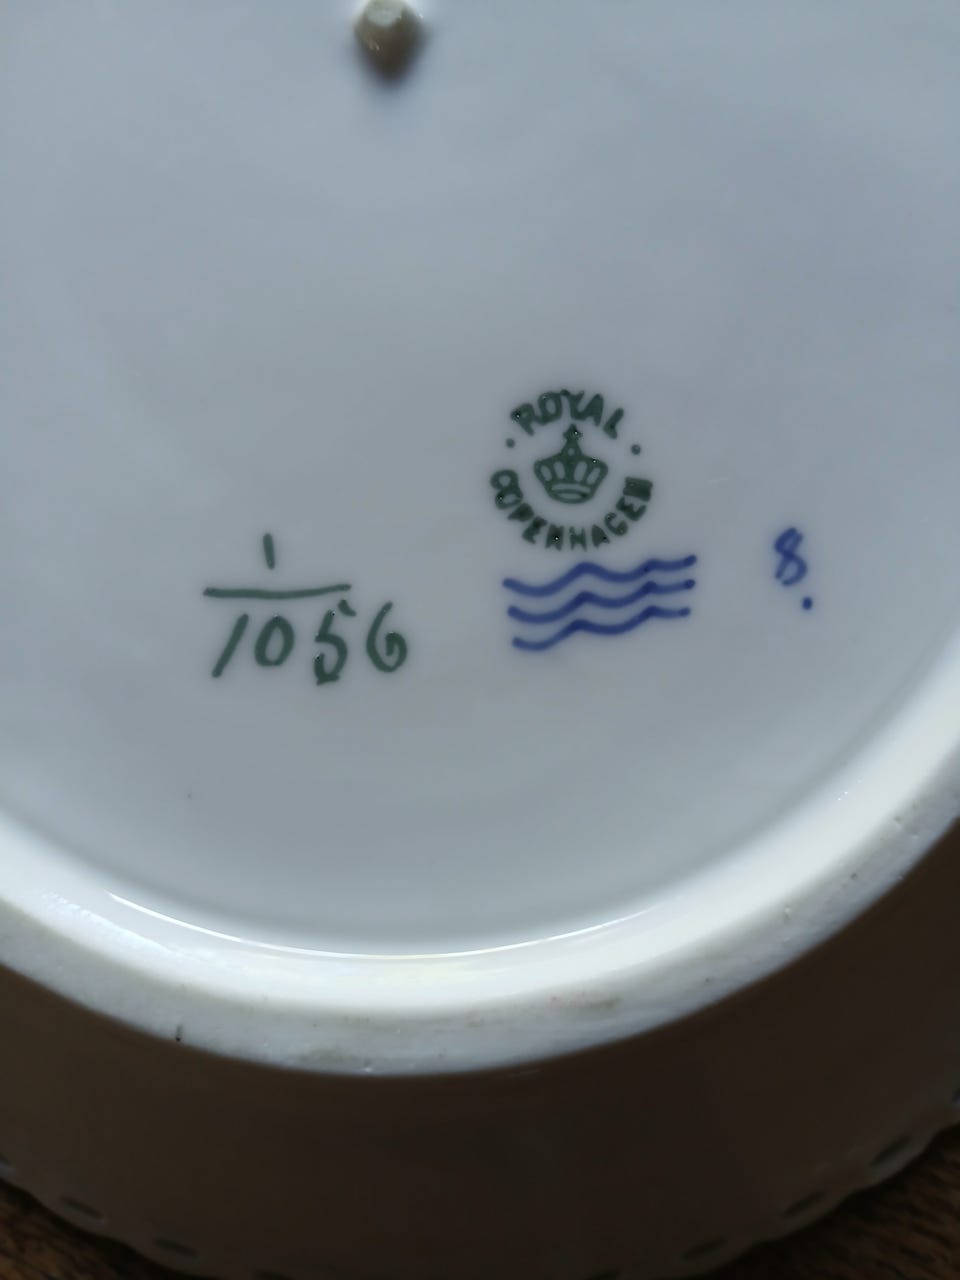 ROYAL
COPENHAGEN
1
1056
8.